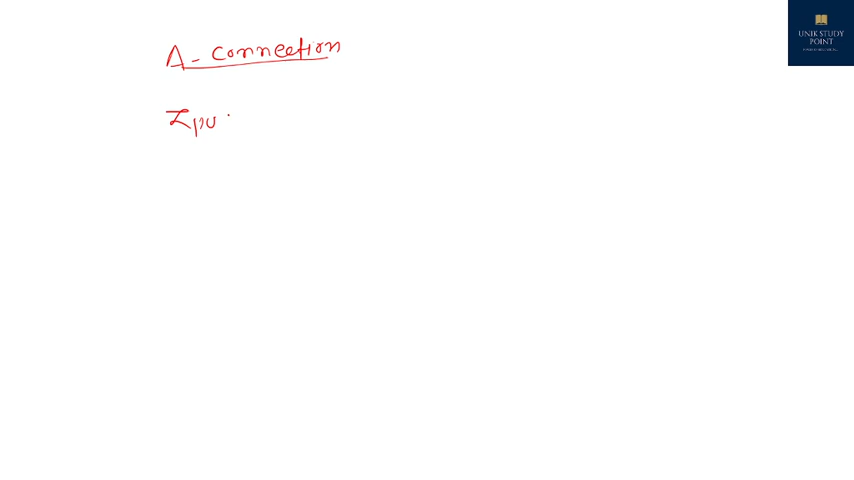 Δ - connection
Zpu
UNIK STUDY
POINT